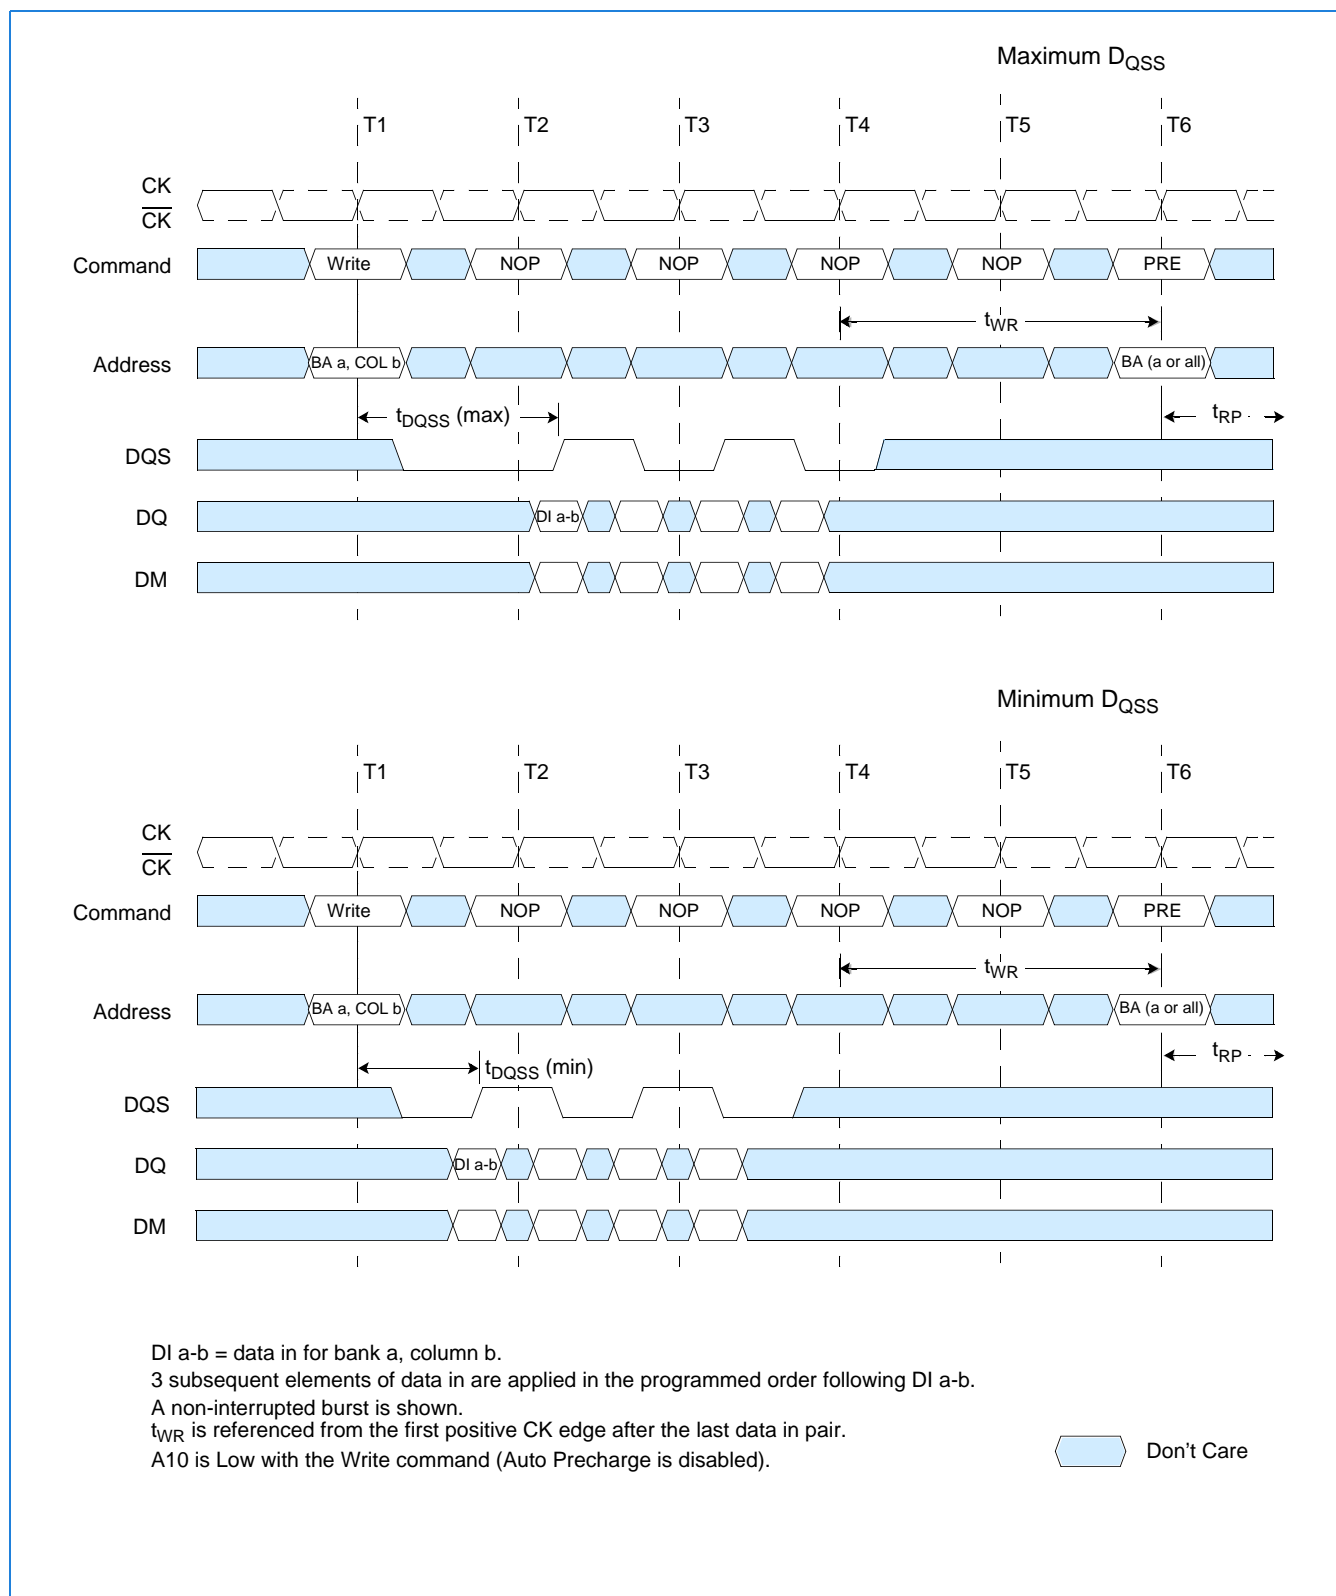 Maximum DQSS
T1 T2 T3 T4 T5 T6
CK
CK
Command Write NOP NOP NOP NOP PRE
tWR
Address BA a, COL b BA (a or all)
tDQSS (max) tRP
DQS
DQ DI a-b
DM
Minimum DQSS
T1 T2 T3 T4 T5 T6
CK
CK
Command Write NOP NOP NOP NOP PRE
tWR
Address BA a, COL b BA (a or all)
tDQSS (min) tRP
DQS
DQ DI a-b
DM
DI a-b = data in for bank a, column b.
3 subsequent elements of data in are applied in the programmed order following DI a-b.
A non-interrupted burst is shown.
tWR is referenced from the first positive CK edge after the last data in pair.
A10 is Low with the Write command (Auto Precharge is disabled).
Don't Care